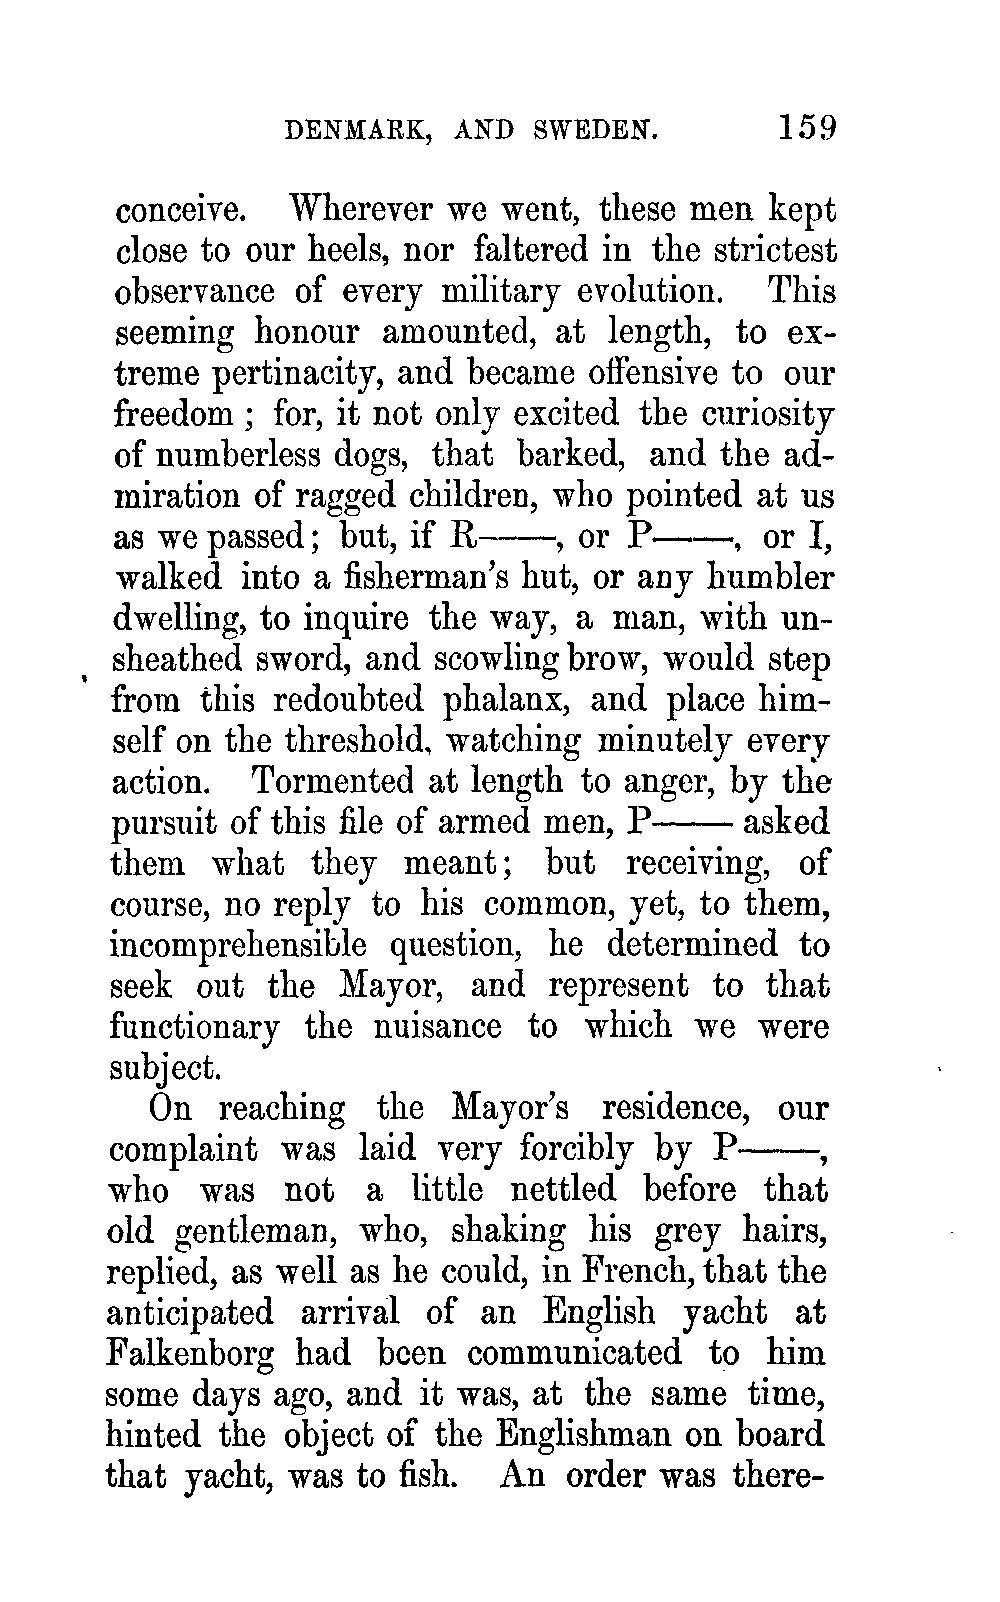 DENMARK, AND SWEDEN. 159
conceive. Wherever we went, these men kept
close to our heels, nor faltered in the strictest
observance of every military evolution. This
seeming honour amounted, at length, to ex-
treme pertinacity, and became offensive to our
freedom ; for, it not only excited the curiosity
of numberless dogs, that barked, and the ad-
miration of ragged children, who pointed at us
as we passed; but, if R——, or P——, or I,
walked into a fisherman's hut, or any humbler
dwelling, to inquire the way, a man, with un-
sheathed sword, and scowling brow, would step
from this redoubted phalanx, and place him-
self on the threshold, watching minutely every
action. Tormented at length to anger, by the
pursuit of this file of armed men, P—— asked
them what they meant; but receiving, of
course, no reply to his common, yet, to them,
incomprehensible question, he determined to
seek out the Mayor, and represent to that
functionary the nuisance to which we were
subject.
On reaching the Mayor's residence, our
complaint was laid very forcibly by P——,
who was not a little nettled before that
old gentleman, who, shaking his grey hairs,
replied, as well as he could, in French, that the
anticipated arrival of an English yacht at
Falkenborg had been communicated to him
some days ago, and it was, at the same time,
hinted the object of the Englishman on board
that yacht, was to fish. An order was there-